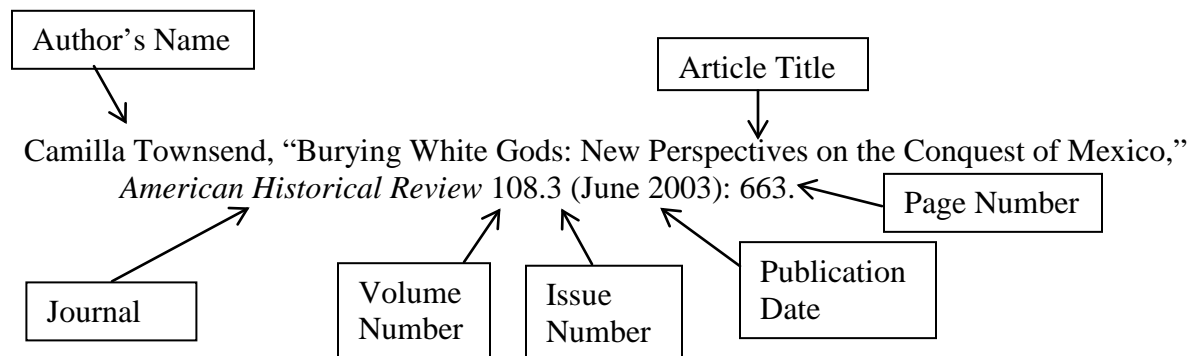 Author’s Name
Article Title
Camilla Townsend, “Burying White Gods: New Perspectives on the Conquest of Mexico,”
American Historical Review 108.3 (June 2003): 663.
Page Number
Journal
Volume
Number
Issue
Number
Publication
Date